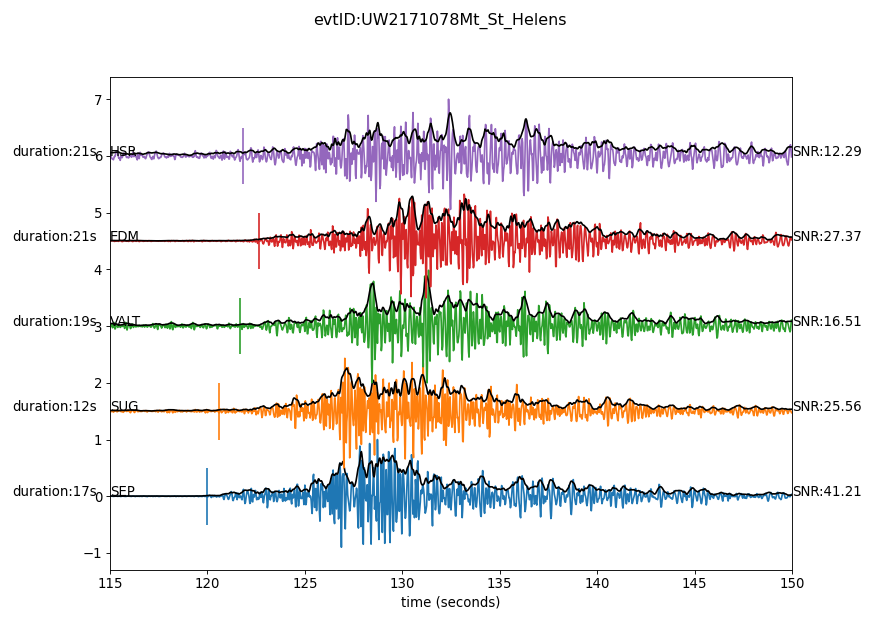 evtID:UW2171078Mt_St_Helens
7
duration:21s HSR SNR:12.29
6
5
duration:21s EDM SNR:27.37
4
duration:19s VALT SNR:16.51
3
2
duration:12s SUG SNR:25.56
1
duration:17s SEP SNR:41.21
0
−1
115 120 125 130 135 140 145 150
time (seconds)